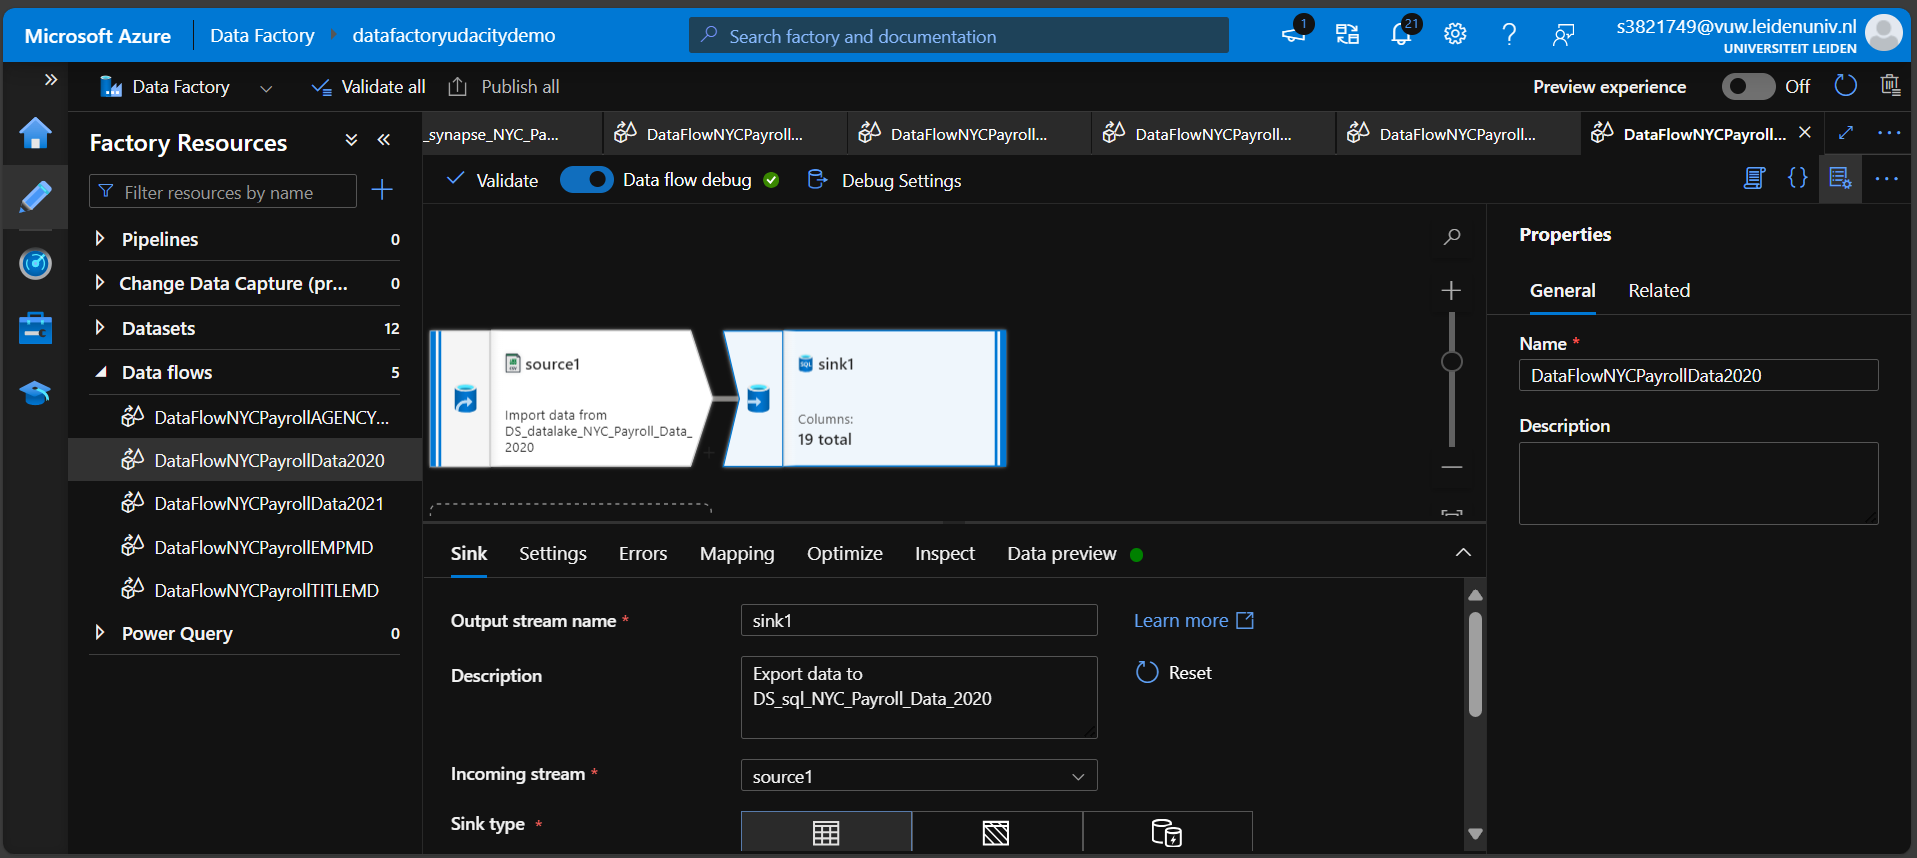 Microsoft Azure
Data Factory
datafactoryudacitydemo
Search factory and documentation
1
21
s3821749@vuw.leidenuniv.nl
UNIVERSITEIT LEIDEN
Data Factory
Validate all
Publish all
Preview experience
Off
Factory Resources
Filter resources by name
Pipelines 0
Change Data Capture (pr... 0
Datasets 12
Data flows 5
DataFlowNYCPayrollAGENCY...
DataFlowNYCPayrollData2020
DataFlowNYCPayrollData2021
DataFlowNYCPayrollEMPMD
DataFlowNYCPayrollTITLEMD
Power Query 0
_synapse_NYC_Pa...
DataFlowNYCPayroll...
DataFlowNYCPayroll...
DataFlowNYCPayroll...
DataFlowNYCPayroll...
DataFlowNYCPayroll...
Validate
Data flow debug
Debug Settings
source1
Import data from
DS_datalake_NYC_Payroll_Data_
2020
SQL
sink1
Columns:
19 total
Sink
Settings
Errors
Mapping
Optimize
Inspect
Data preview
Output stream name *
sink1
Learn more
Description
Export data to
DS_sql_NYC_Payroll_Data_2020
Reset
Incoming stream *
source1
Sink type *
Properties
General
Related
Name *
DataFlowNYCPayrollData2020
Description